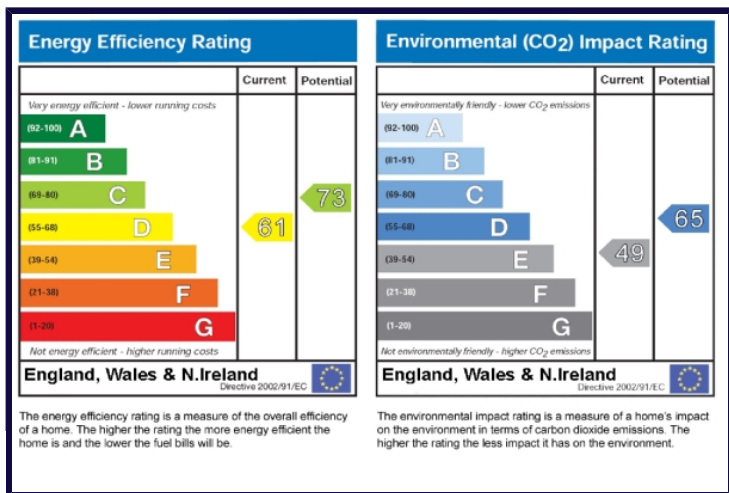 Energy Efficiency Rating
Current Potential
Very energy efficient - lower running costs
(92-100) A
(81-91) B
(69-80) C
73
(55-68) D
61
(39-54) E
(21-38) F
(1-20) G
Not energy efficient - higher running costs
England, Wales & N.Ireland
Directive 2002/91/EC
The energy efficiency rating is a measure of the overall efficiency
of a home. The higher the rating the more energy efficient the
home is and the lower the fuel bills will be.
Environmental (CO2) Impact Rating
Current Potential
Very environmentally friendly - lower CO2 emissions
(92-100) A
(81-91) B
(69-80) C
(55-68) D
65
(39-54) E
49
(21-38) F
(1-20) G
Not environmentally friendly - higher CO2 emissions
England, Wales & N.Ireland
Directive 2002/91/EC
The environmental impact rating is a measure of a home's impact
on the environment in terms of carbon dioxide emissions. The
higher the rating the less impact it has on the environment.